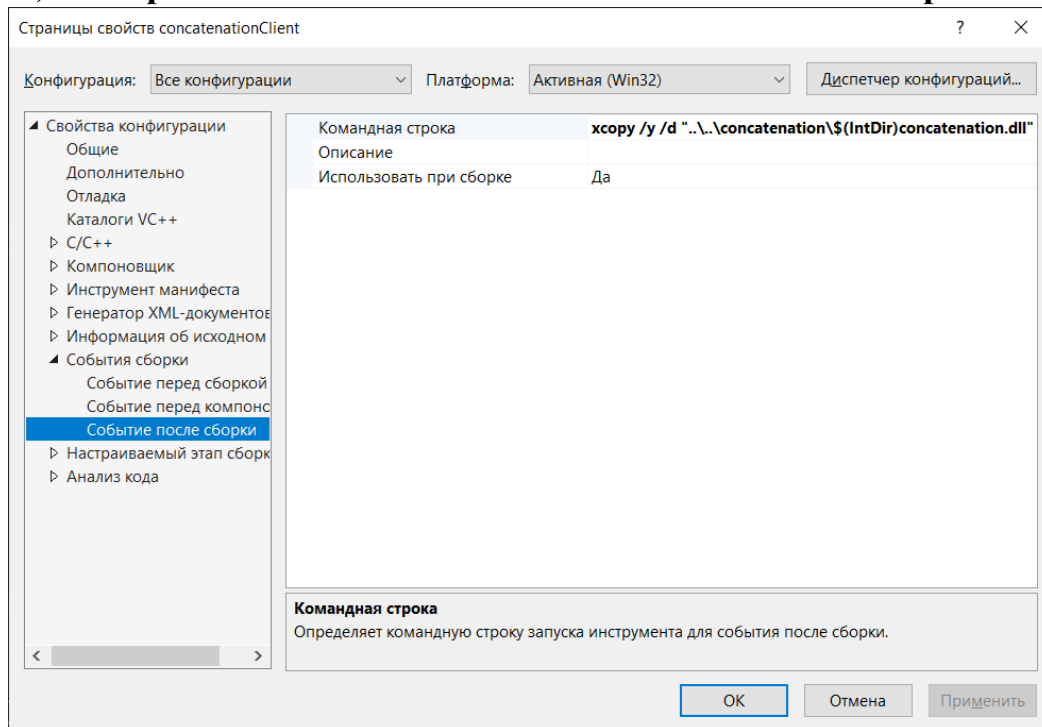 Страницы свойств concatenationClient ? ×
Конфигурация: Все конфигурации Платформа: Активная (Win32) Диспетчер конфигураций...
Свойства конфигурации
Общие
Дополнительно
Отладка
Каталоги VC++
C/C++
Компоновщик
Инструмент манифеста
Генератор XML-документов
Информация об исходном
События сборки
Событие перед сборкой
Событие перед компоно
Событие после сборки
Настраиваемый этап сборк
Анализ кода
Командная строка xcopy /y /d "..\..\concatenation\$(IntDir)concatenation.dll"
Описание
Использовать при сборке Да
Командная строка
Определяет командную строку запуска инструмента для события после сборки.
ОК Отмена Применить